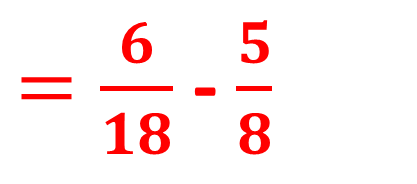 = 6/18 - 5/8